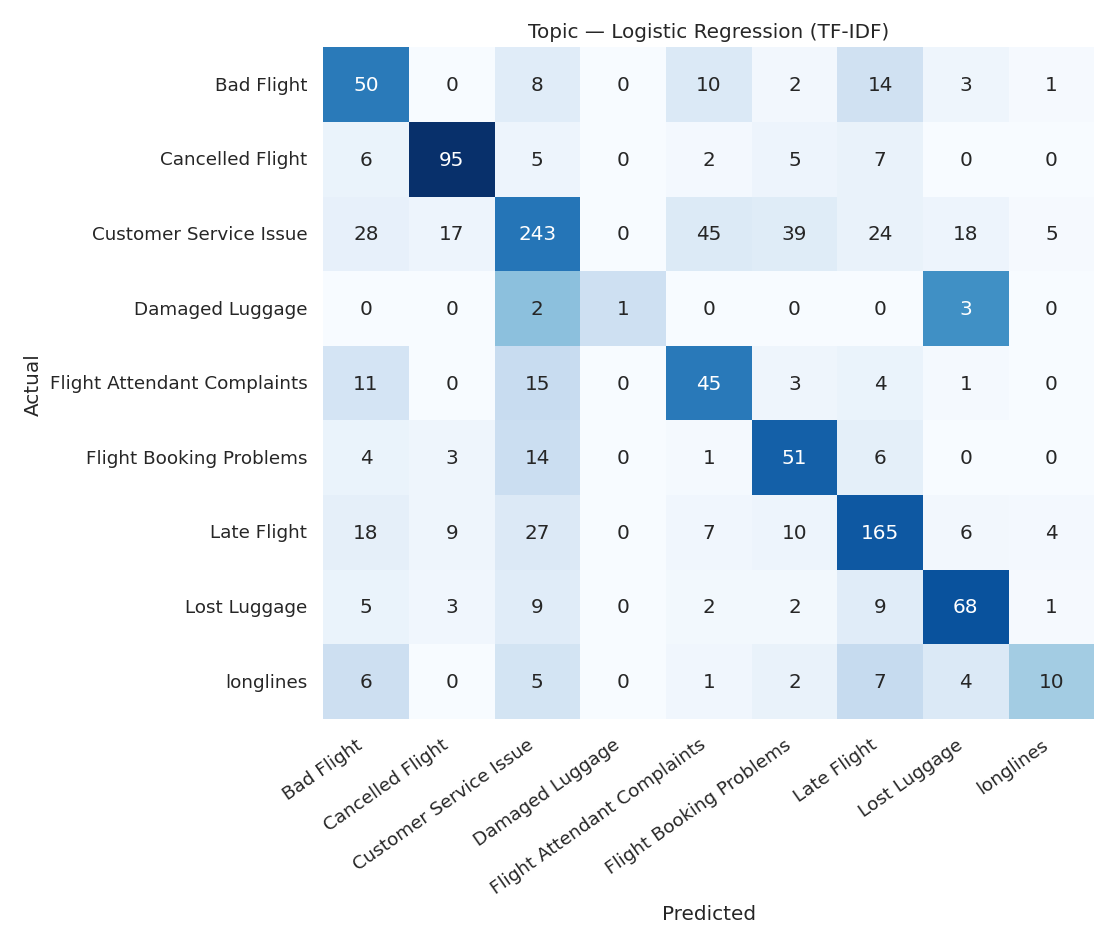 Topic — Logistic Regression (TF-IDF)
Bad Flight 50 0 8 0 10 2 14 3 1
Cancelled Flight 6 95 5 0 2 5 7 0 0
Customer Service Issue 28 17 243 0 45 39 24 18 5
Damaged Luggage 0 0 2 1 0 0 0 3 0
Flight Attendant Complaints 11 0 15 0 45 3 4 1 0
Flight Booking Problems 4 3 14 0 1 51 6 0 0
Late Flight 18 9 27 0 7 10 165 6 4
Lost Luggage 5 3 9 0 2 2 9 68 1
longlines 6 0 5 0 1 2 7 4 10
Actual
Bad Flight
Cancelled Flight
Customer Service Issue
Damaged Luggage
Flight Attendant Complaints
Flight Booking Problems
Late Flight
Lost Luggage
longlines
Predicted